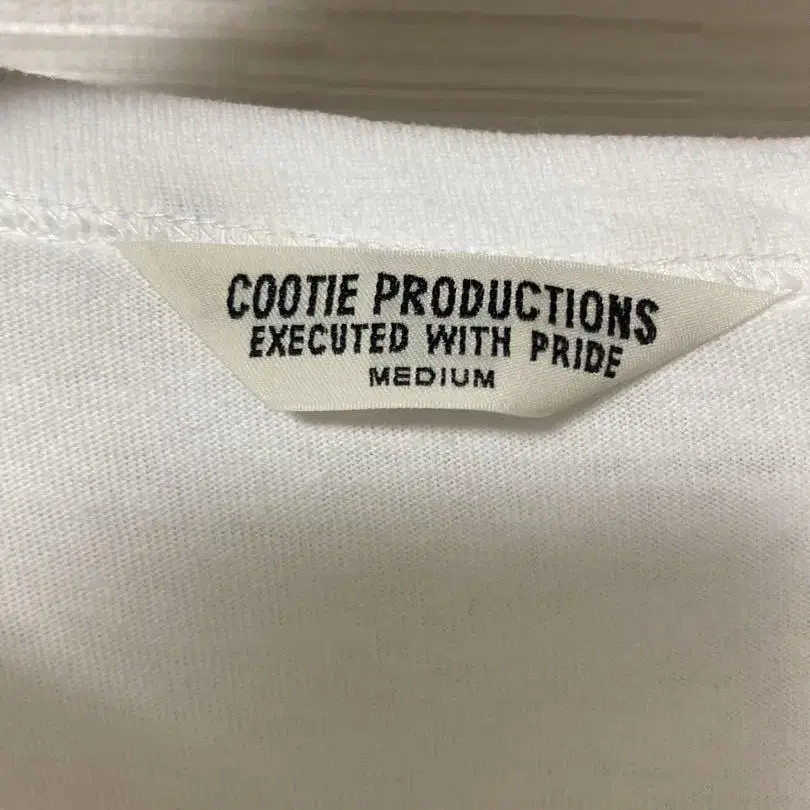 COOTIE PRODUCTIONS
EXECUTED WITH PRIDE
MEDIUM